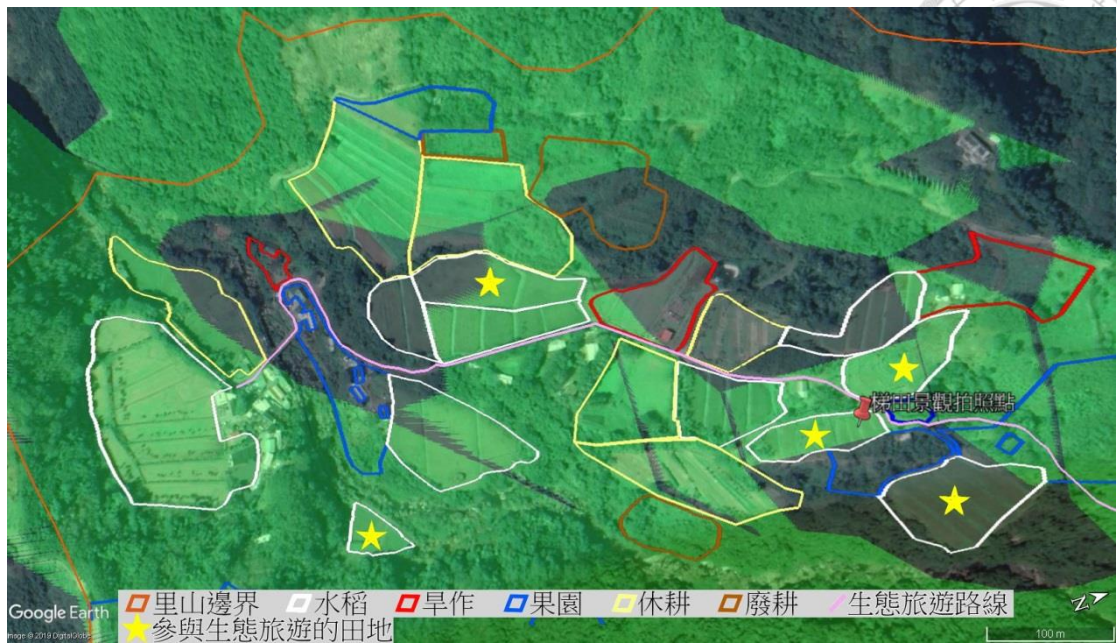 梯田景觀拍照點
Google Earth
Image © 2019 DigitalGlobe
里山邊界 水稻 旱作 果園 休耕 廢耕 生態旅遊路線
參與生態旅遊的田地
Z
100 m